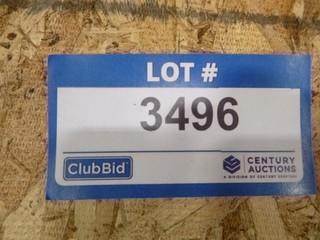 LOT #
3496
ClubBid
CENTURY
AUCTIONS
A DIVISION OF CENTURY SERVICES